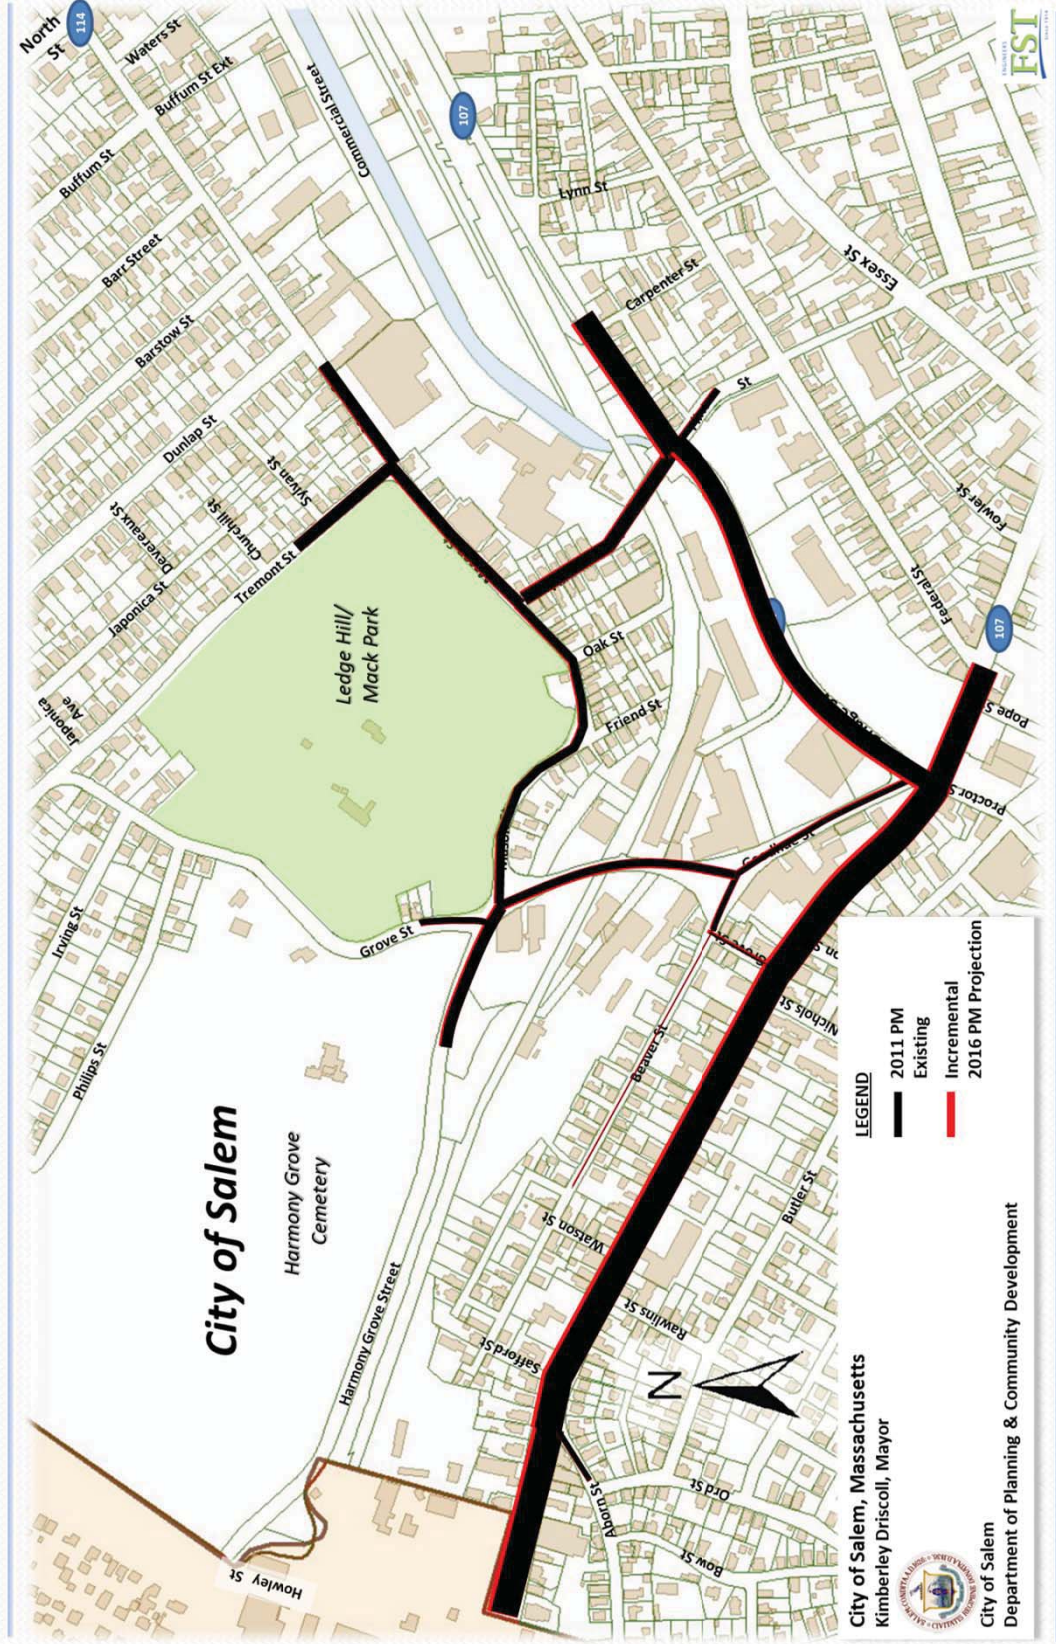 North
St
114
Waters St
Buffum St Ext
Buffum St
Commercial Street
107
ENGINEERS
FST
Barr Street
Lynn St
Barstow St
Carpenter St
Essex St
Dunlap St
Sylvan St
St
Churchill St
Devereaux St
Tremont St
Japonica St
Fowler St
Federal St
Ledge Hill/
Mack Park
Oak St
107
Japonica
Ave
Friend St
Pope S
Proctor S
Irving St
Grove St
Nichols St
Philips St
Beaver St
City of Salem
Harmony Grove
Cemetery
Watson St
Butler St
Harmony Grove Street
Rawlins St
Safford St
N
Aborn St
Ord St
Bow St
Howley St
LEGEND
2011 PM
Existing
Incremental
2016 PM Projection
City of Salem, Massachusetts
Kimberley Driscoll, Mayor
City of Salem
Department of Planning & Community Development